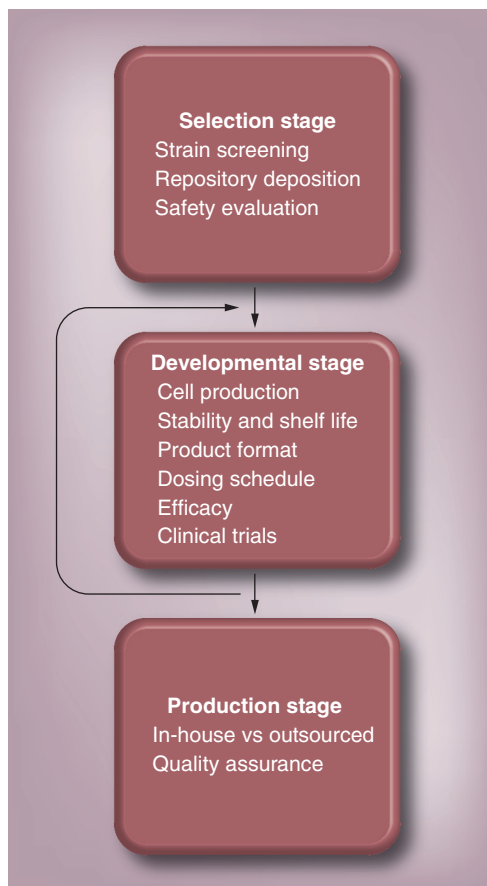 Selection stage
Strain screening
Repository deposition
Safety evaluation
Developmental stage
Cell production
Stability and shelf life
Product format
Dosing schedule
Efficacy
Clinical trials
Production stage
In-house vs outsourced
Quality assurance